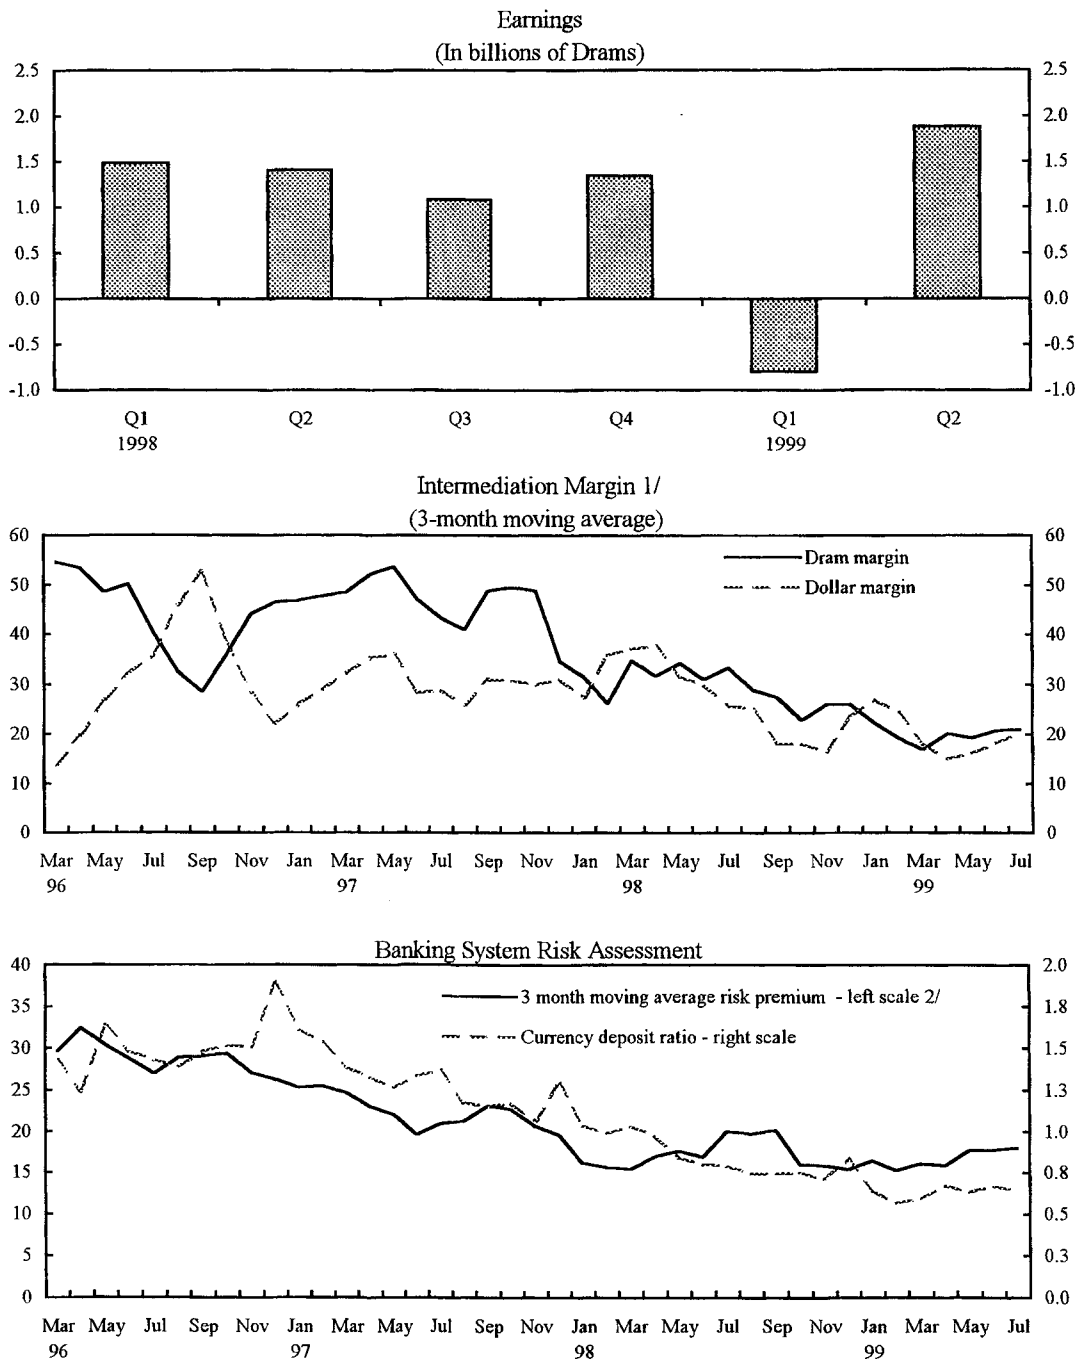 Earnings
(In billions of Drams)
2.5 2.5
2.0 2.0
1.5 1.5
1.0 1.0
0.5 0.5
0.0 0.0
-0.5 -0.5
-1.0 -1.0
Q1 Q2 Q3 Q4 Q1 Q2
1998 1999
Intermediation Margin 1/
(3-month moving average)
60 60
Dram margin
50 50
Dollar margin
40 40
30 30
20 20
10 10
0 0
Mar May Jul Sep Nov Jan Mar May Jul Sep Nov Jan Mar May Jul Sep Nov Jan Mar May Jul
96 97 98 99
Banking System Risk Assessment
40 2.0
35 1.8
3 month moving average risk premium - left scale 2/
Currency deposit ratio - right scale
30 1.5
25 1.3
20 1.0
15 0.8
10 0.5
5 0.3
0 0.0
Mar May Jul Sep Nov Jan Mar May Jul Sep Nov Jan Mar May Jul Sep Nov Jan Mar May Jul
96 97 98 99